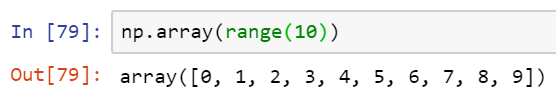 In [79]: np.array(range(10))
Out[79]: array([0, 1, 2, 3, 4, 5, 6, 7, 8, 9])